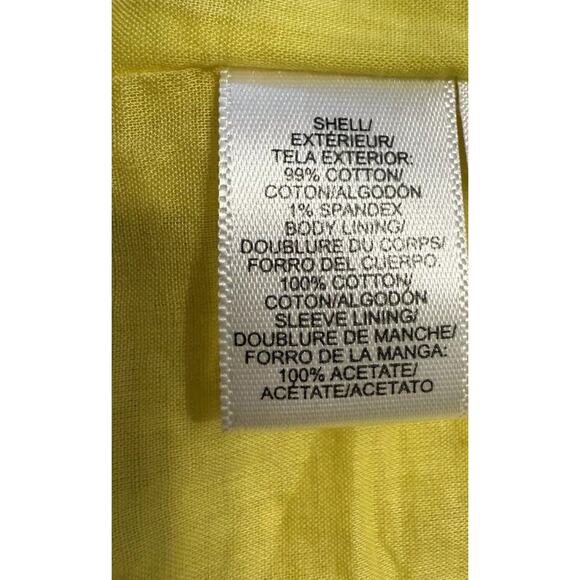 SHELL/
EXTÉRIEUR/
TELA EXTERIOR:
99% COTTON/
COTON/ALGODÓN
1% SPANDEX
BODY LINING/
DOUBLURE DU CORPS/
FORRO DEL CUERPO:
100% COTTON/
COTON/ALGODÓN
SLEEVE LINING/
DOUBLURE DE MANCHE/
FORRO DE LA MANGA:
100% ACETATE/
ACÉTATE/ACETATO